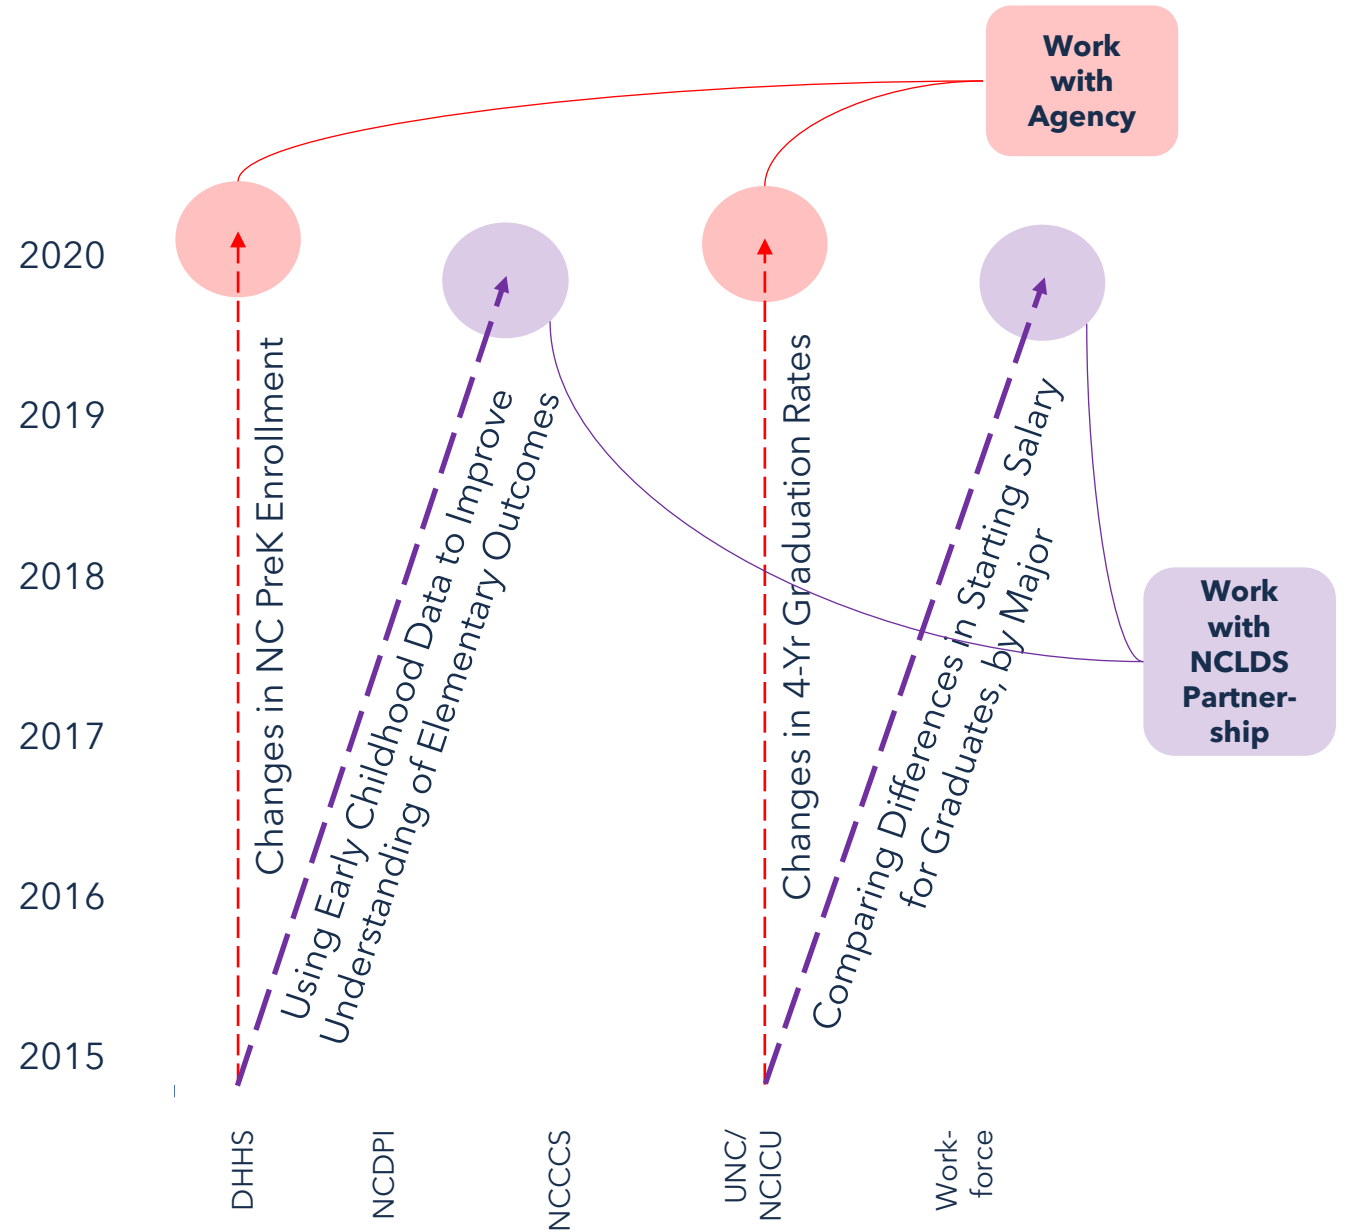 Work
with
Agency
2020
2019
2018
2017
2016
2015
Changes in NC PreK Enrollment
Using Early Childhood Data to Improve
Understanding of Elementary Outcomes
Changes in 4-Yr Graduation Rates
Comparing Differences in Starting Salary
for Graduates, by Major
Work
with
NCLDS
Partner-
ship
DHHS
NCDPI
NCCCS
UNC/
NCICU
Work-
force